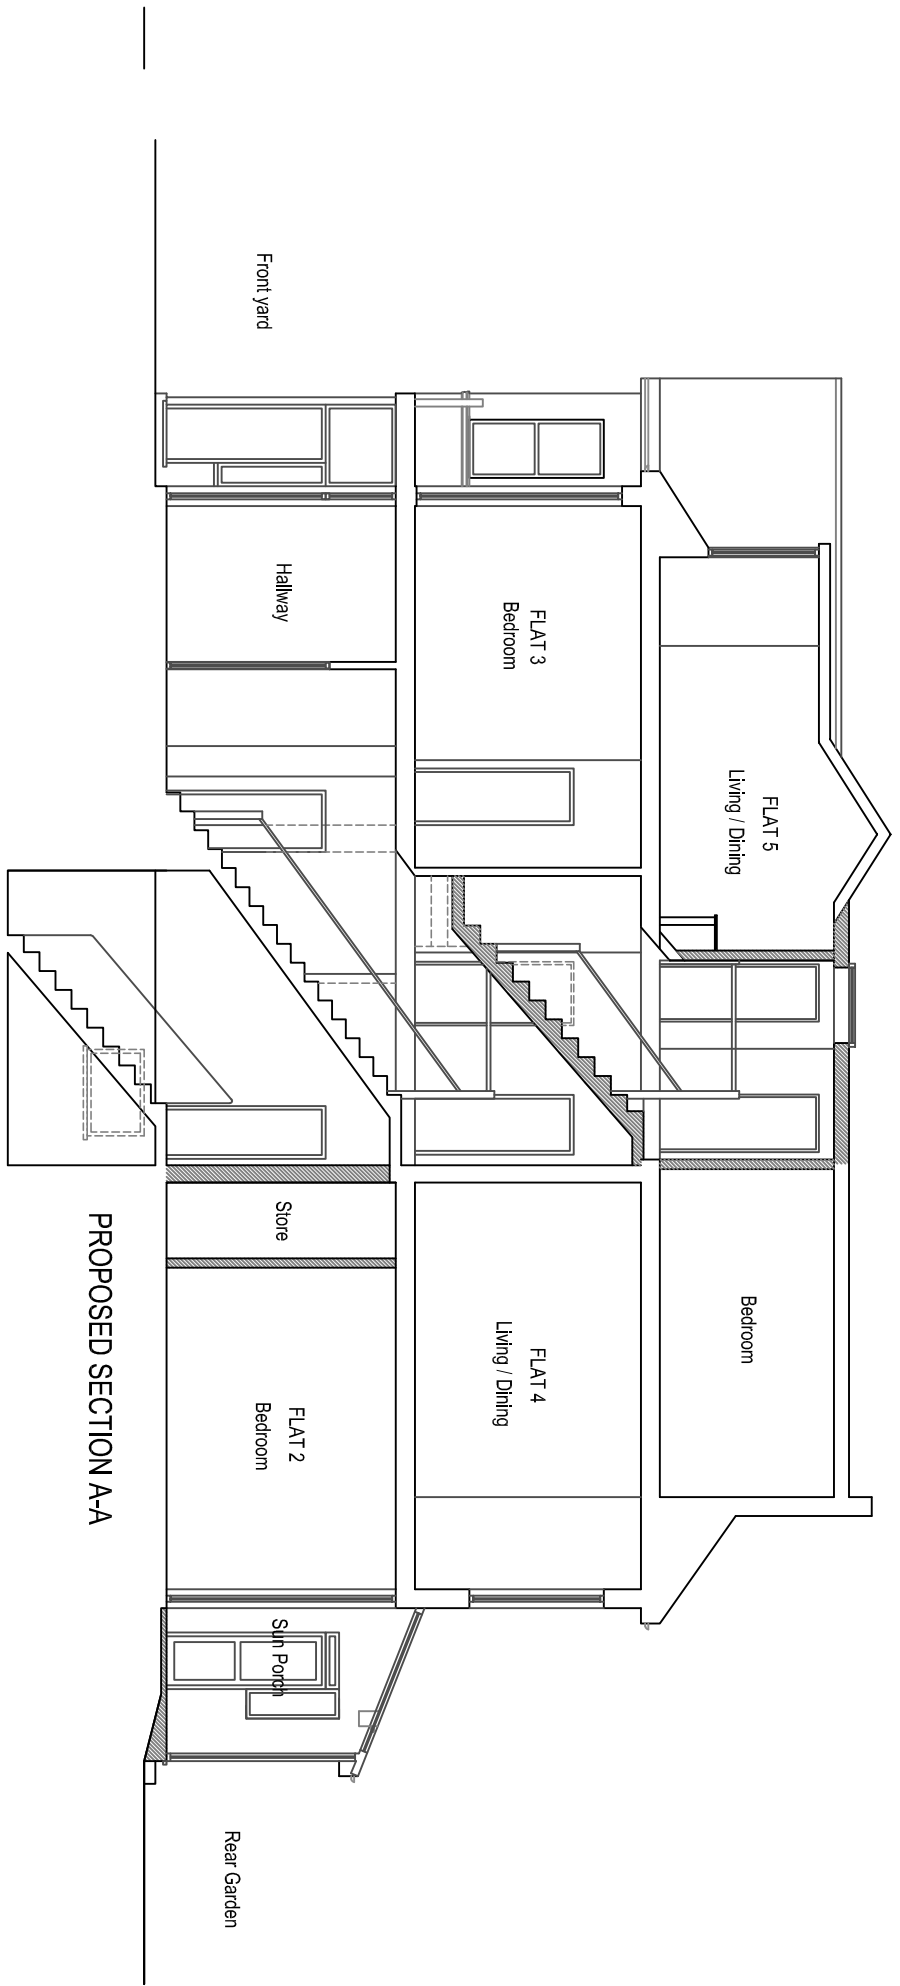 FLAT 5
Living / Dining
Bedroom
FLAT 3
Bedroom
FLAT 4
Living / Dining
Front yard
Hallway
Store
FLAT 2
Bedroom
Sun Porch
Rear Garden
PROPOSED SECTION A-A